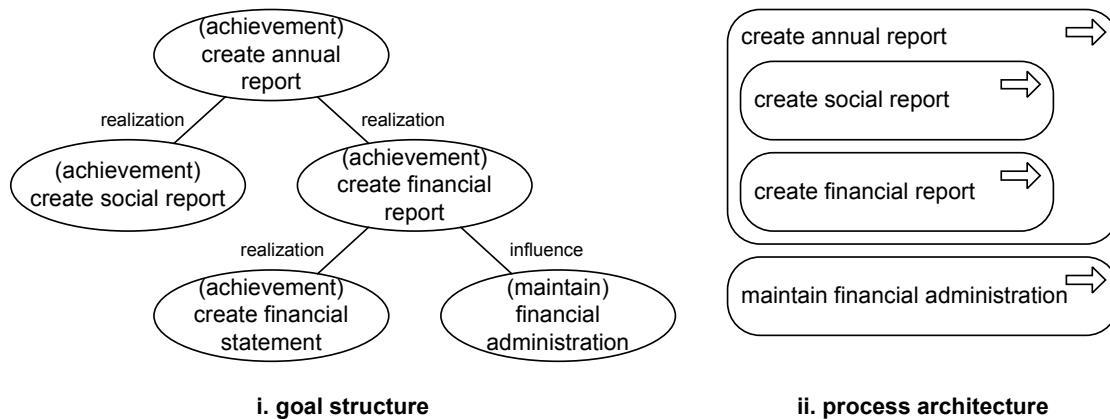 (achievement)
create annual
report
realization
realization
(achievement)
create social report
(achievement)
create financial
report
realization
influence
(achievement)
create financial
statement
(maintain)
financial
administration
i. goal structure
create annual report
create social report
create financial report
maintain financial administration
ii. process architecture